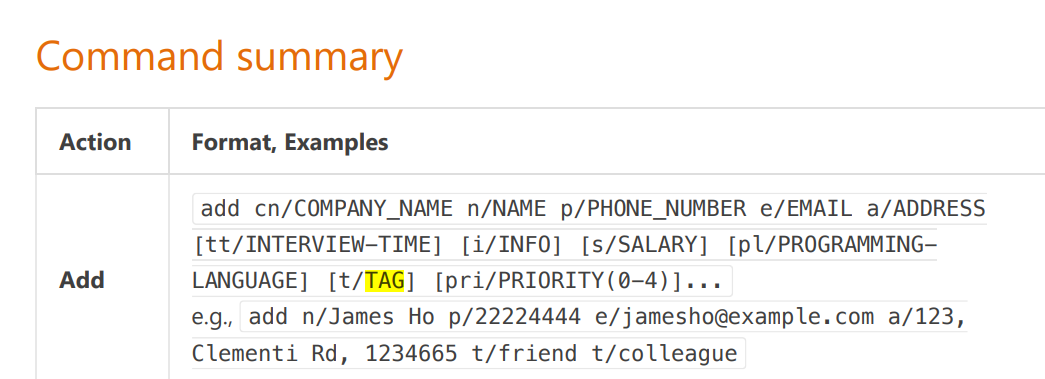 Command summary
Action
Format, Examples
Add
add cn/COMPANY_NAME n/NAME p/PHONE_NUMBER e/EMAIL a/ADDRESS
[tt/INTERVIEW-TIME] [i/INFO] [s/SALARY] [pl/PROGRAMMING-
LANGUAGE] [t/TAG] [pri/PRIORITY(0-4)]...
e.g., add n/James Ho p/22224444 e/jamesho@example.com a/123,
Clementi Rd, 1234665 t/friend t/colleague